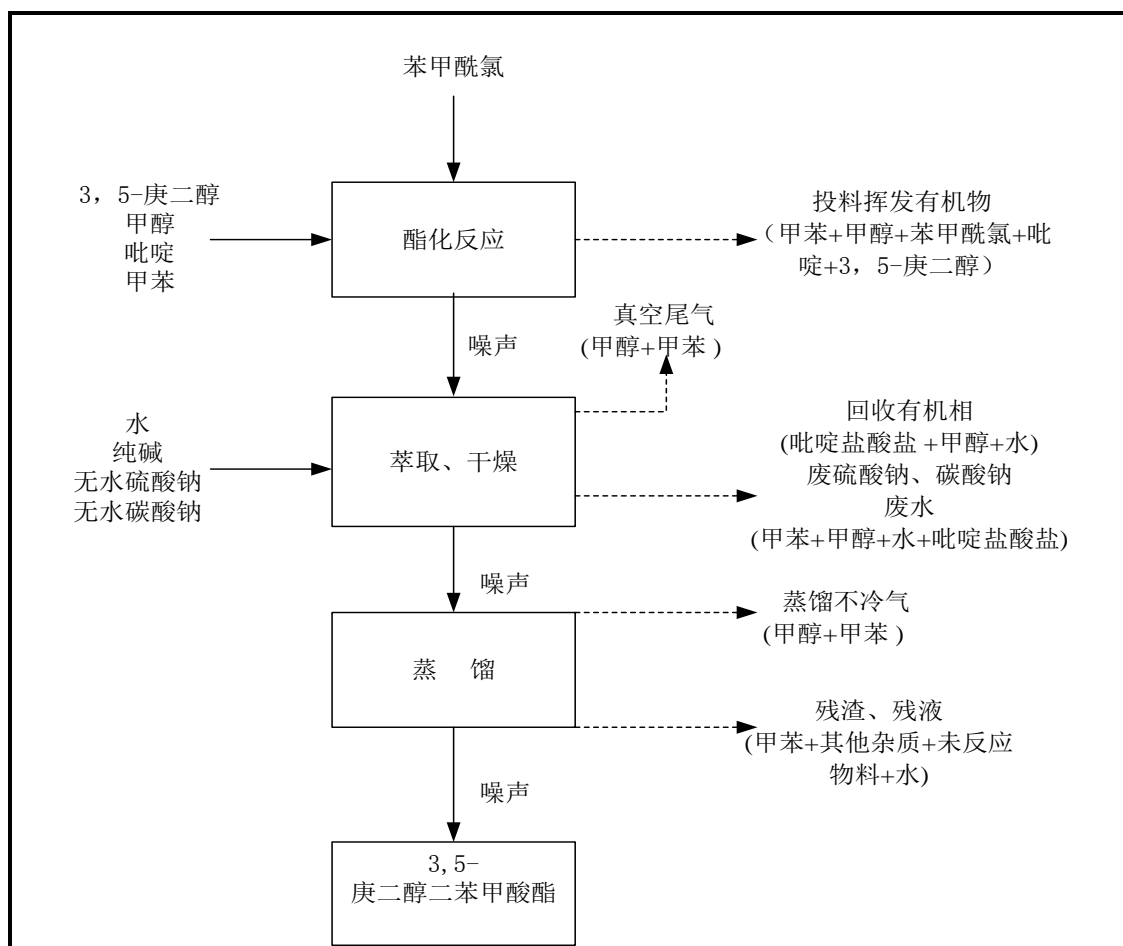 苯甲酰氯
3，5-庚二醇
甲醇
吡啶
甲苯
酯化反应
投料挥发有机物
（甲苯+甲醇+苯甲酰氯+吡
啶+3，5-庚二醇）
噪声
真空尾气
(甲醇+甲苯 )
水
纯碱
无水硫酸钠
无水碳酸钠
萃取、干燥
回收有机相
(吡啶盐酸盐 +甲醇+水)
废硫酸钠、碳酸钠
废水
(甲苯+甲醇+水+吡啶盐酸盐)
噪声
蒸馏不冷气
(甲醇+甲苯 )
蒸 馏
残渣、残液
(甲苯+其他杂质+未反应
物料+水)
噪声
3,5-
庚二醇二苯甲酸酯